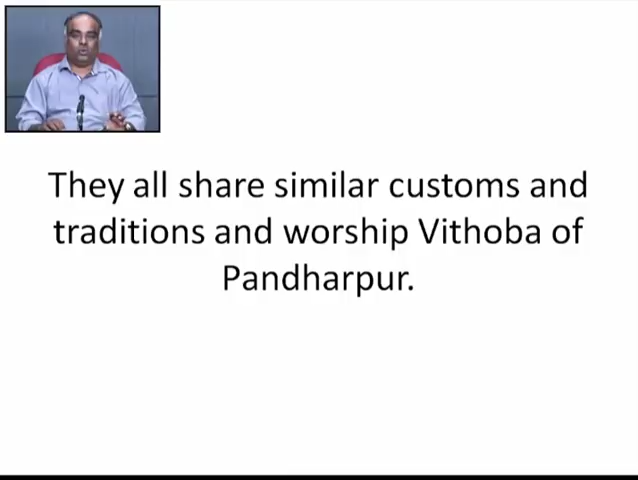 They all share similar customs and
traditions and worship Vithoba of
Pandharpur.